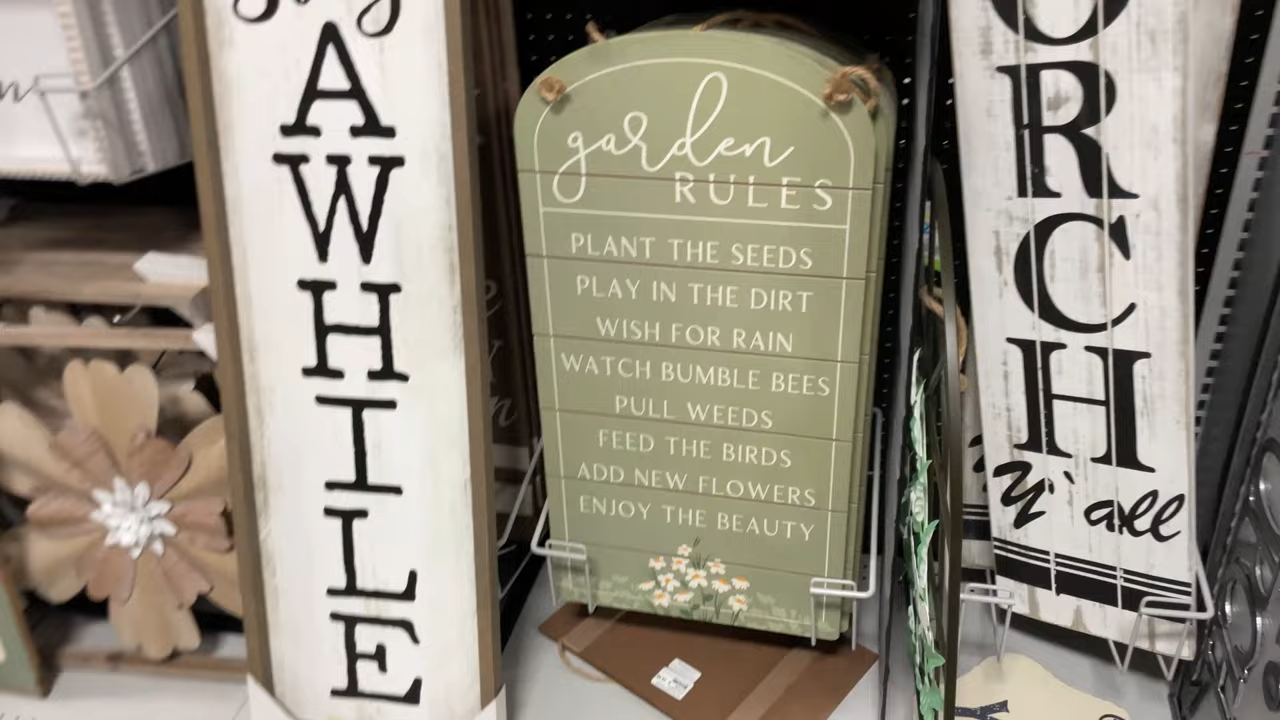 AWHILE
garden
RULES
PLANT THE SEEDS
PLAY IN THE DIRT
WISH FOR RAIN
WATCH BUMBLE BEES
PULL WEEDS
FEED THE BIRDS
ADD NEW FLOWERS
ENJOY THE BEAUTY
ORCH
y'all